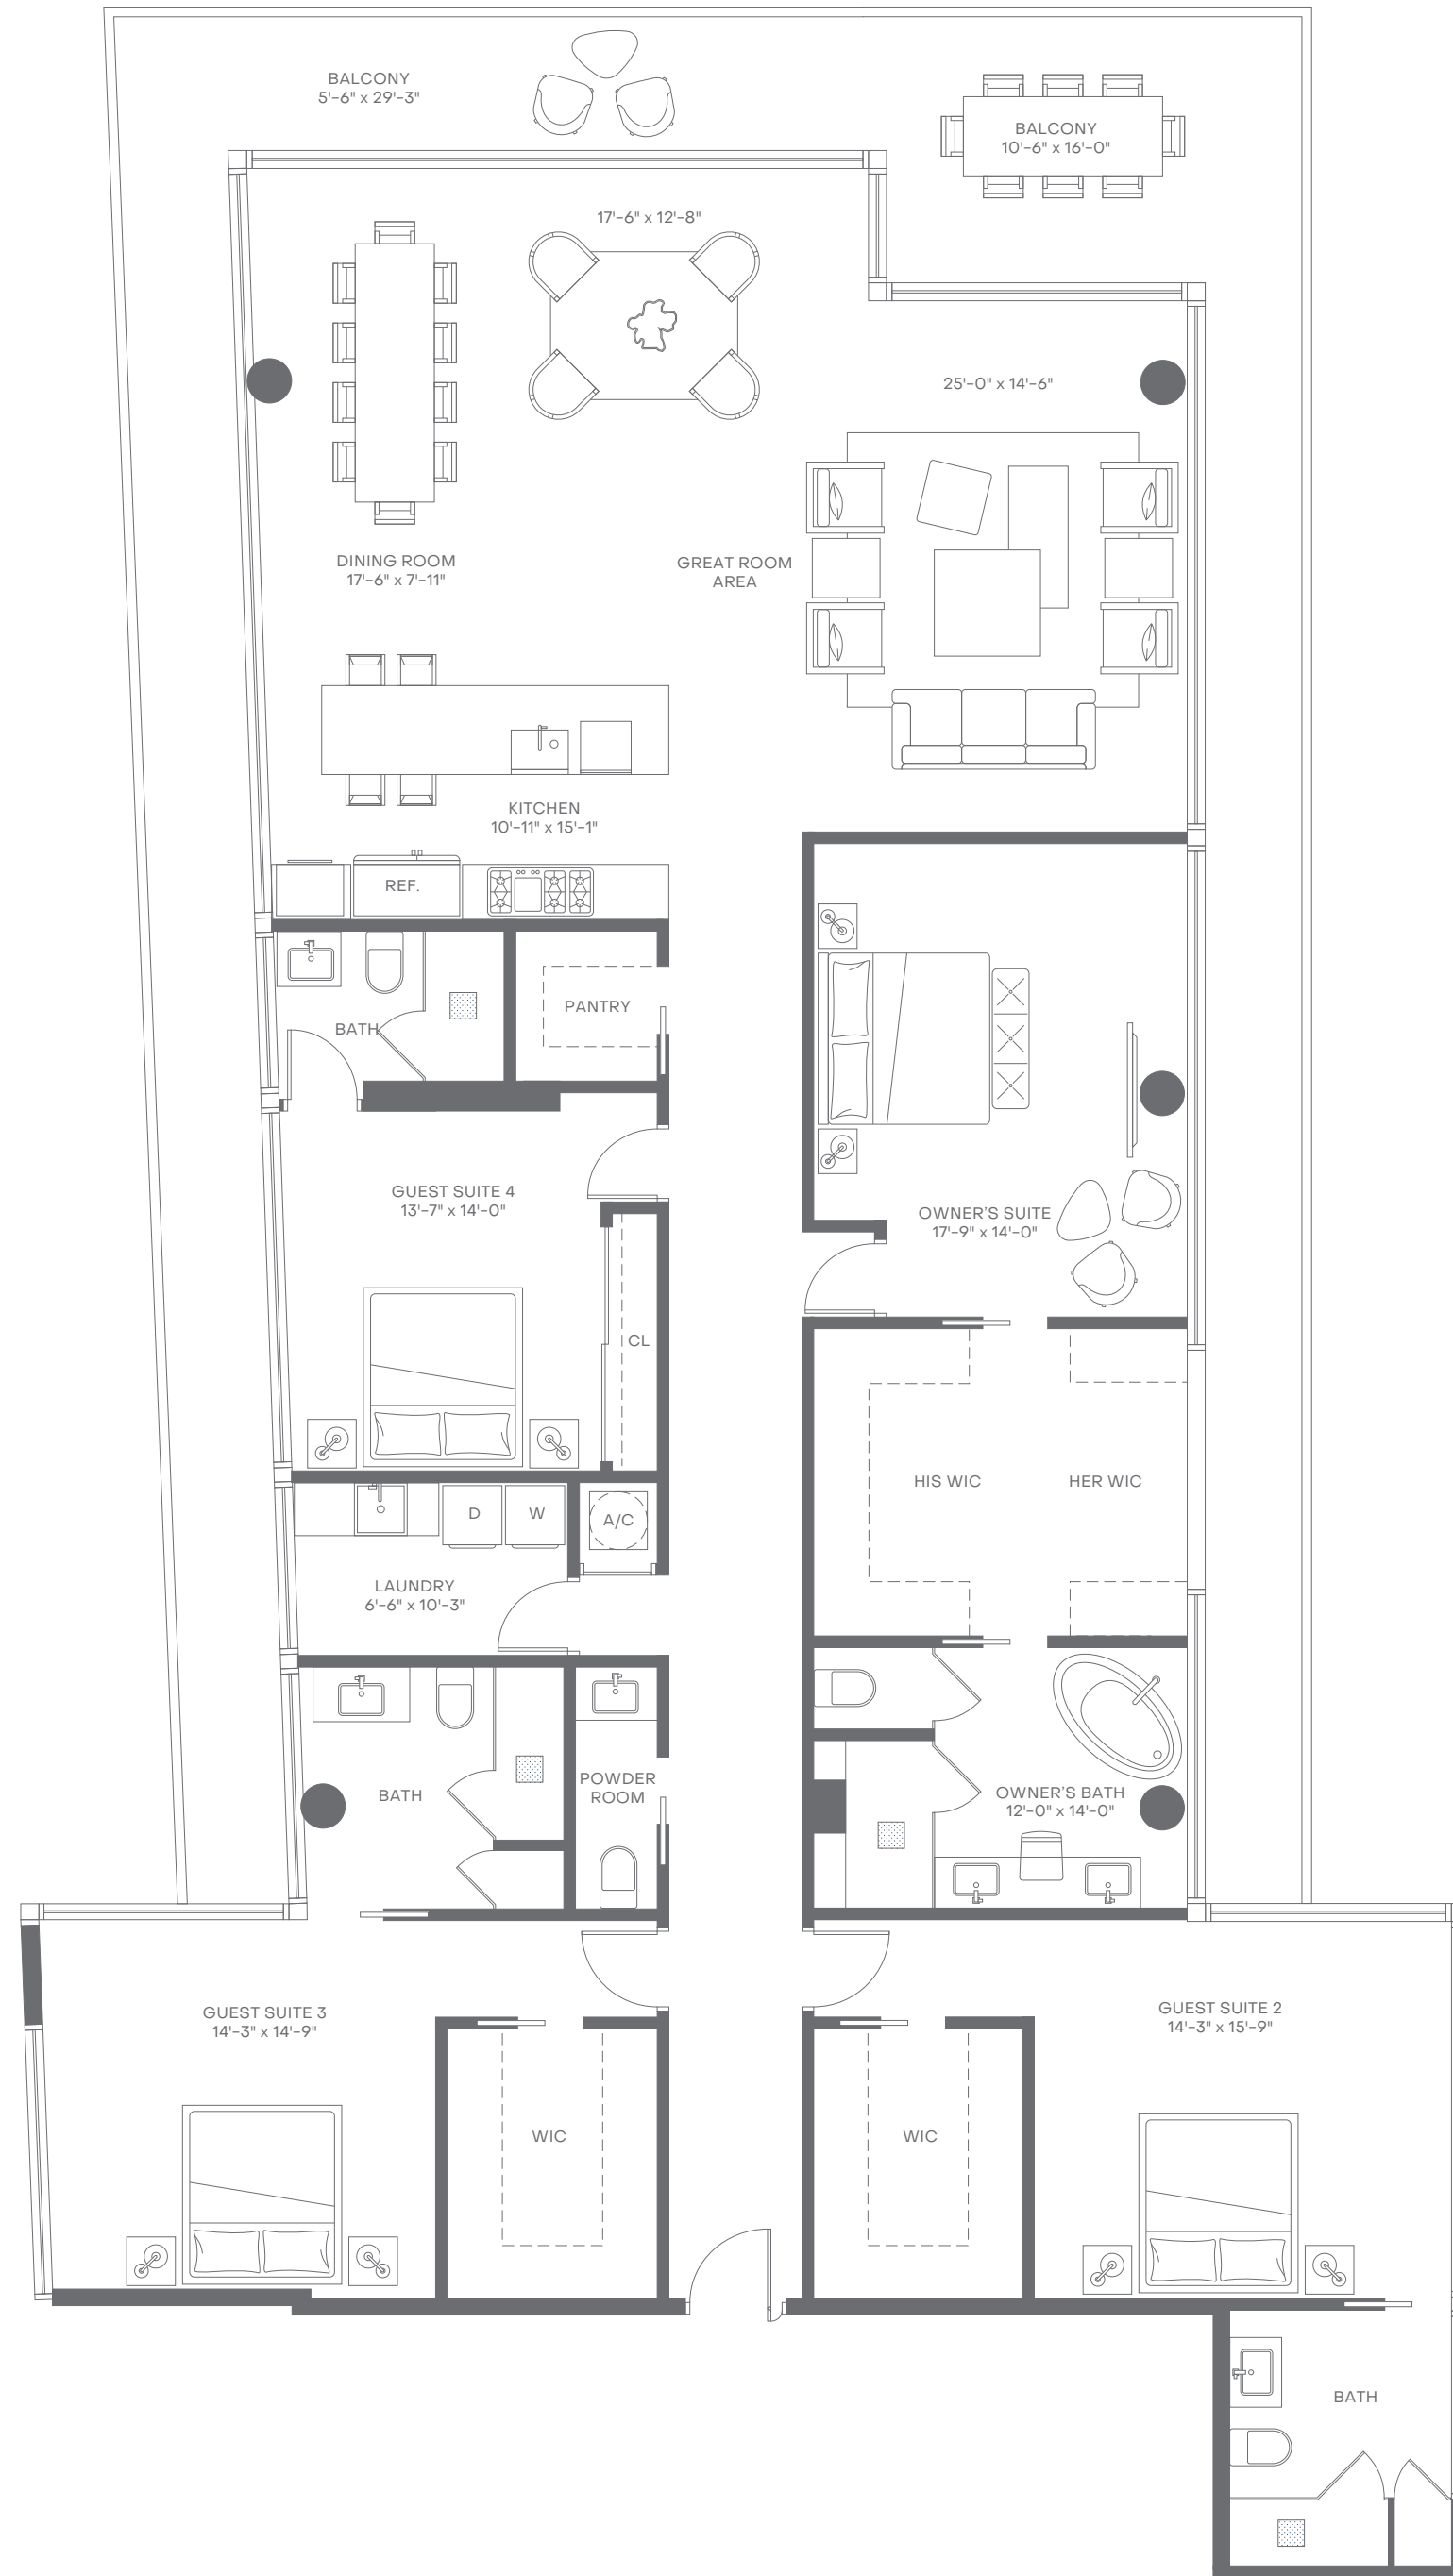 BALCONY
5'-6" x 29'-3"
BALCONY
10'-6" x 16'-0"
17'-6" x 12'-8"
25'-0" x 14'-6"
DINING ROOM
17'-6" x 7'-11"
GREAT ROOM
AREA
KITCHEN
10'-11" x 15'-1"
REF.
BATH
PANTRY
GUEST SUITE 4
13'-7" x 14'-0"
OWNER'S SUITE
17'-9" x 14'-0"
CL
HIS WIC
HER WIC
D
W
A/C
LAUNDRY
6'-6" x 10'-3"
BATH
POWDER
ROOM
OWNER'S BATH
12'-0" x 14'-0"
GUEST SUITE 3
14'-3" x 14'-9"
GUEST SUITE 2
14'-3" x 15'-9"
WIC
WIC
BATH